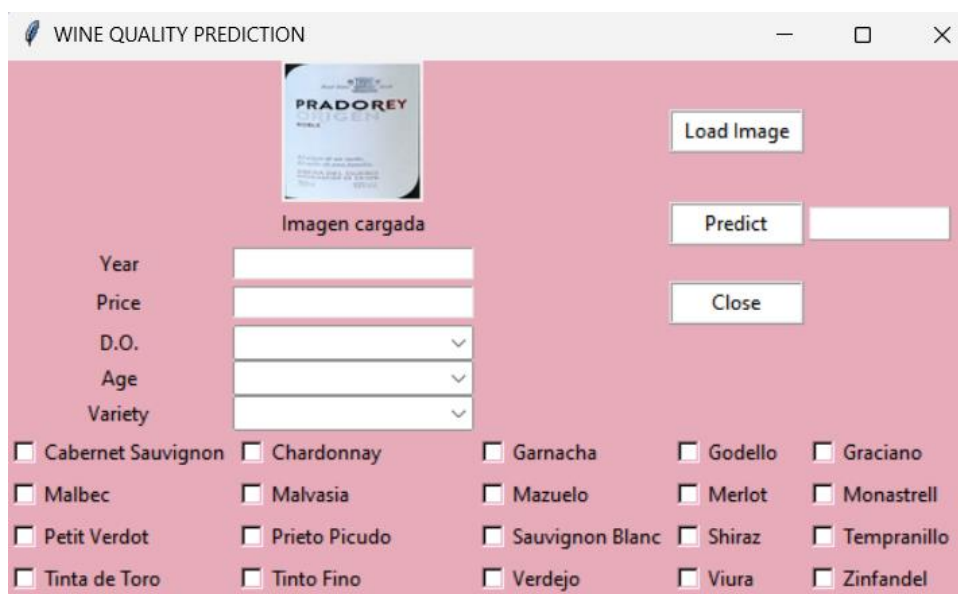 WINE QUALITY PREDICTION
PRADOREY
ORIGEN
ROBLE
Load Image
Imagen cargada
Predict
Year
Price
Close
D.O.
Age
Variety
Cabernet Sauvignon Chardonnay Garnacha Godello Graciano
Malbec Malvasia Mazuelo Merlot Monastrell
Petit Verdot Prieto Picudo Sauvignon Blanc Shiraz Tempranillo
Tinta de Toro Tinto Fino Verdejo Viura Zinfandel